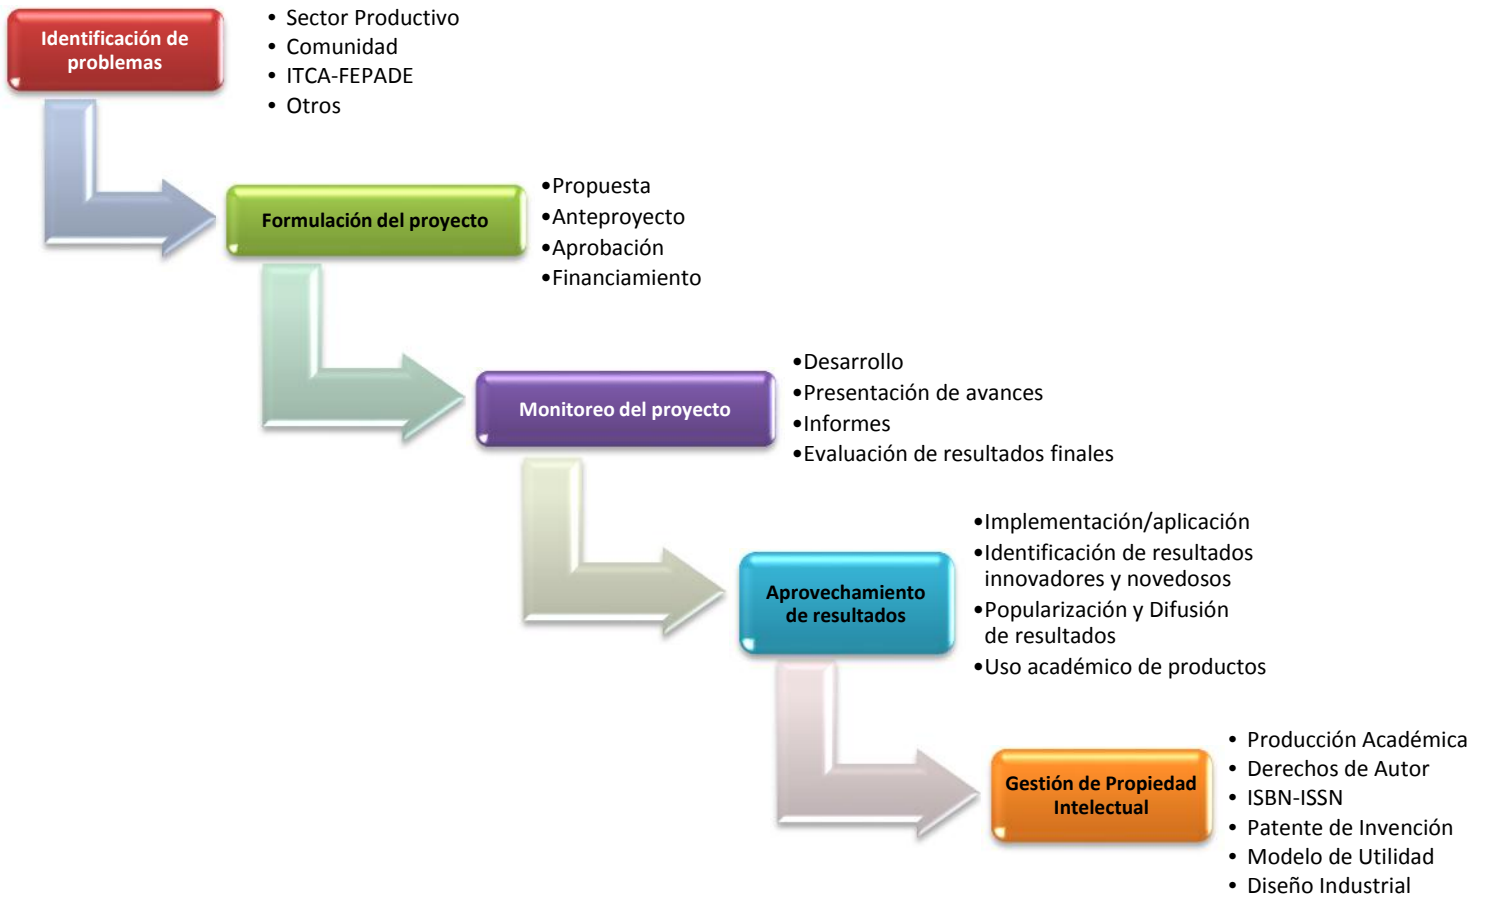 Identificación de
problemas
• Sector Productivo
• Comunidad
• ITCA-FEPADE
• Otros
Formulación del proyecto
•Propuesta
•Anteproyecto
•Aprobación
•Financiamiento
Monitoreo del proyecto
•Desarrollo
•Presentación de avances
•Informes
•Evaluación de resultados finales
Aprovechamiento
de resultados
•Implementación/aplicación
•Identificación de resultados
innovadores y novedosos
•Popularización y Difusión
de resultados
•Uso académico de productos
Gestión de Propiedad
Intelectual
• Producción Académica
• Derechos de Autor
• ISBN-ISSN
• Patente de Invención
• Modelo de Utilidad
• Diseño Industrial